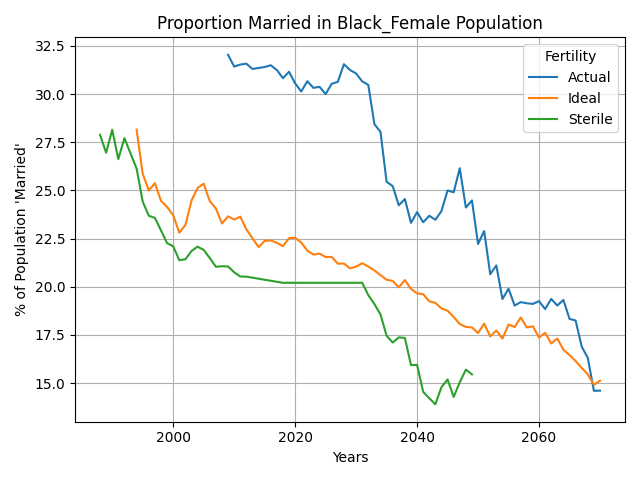 Proportion Married in Black_Female Population
% of Population 'Married'
32.5
30.0
27.5
25.0
22.5
20.0
17.5
15.0
Fertility
Actual
Ideal
Sterile
2000
2020
2040
2060
Years